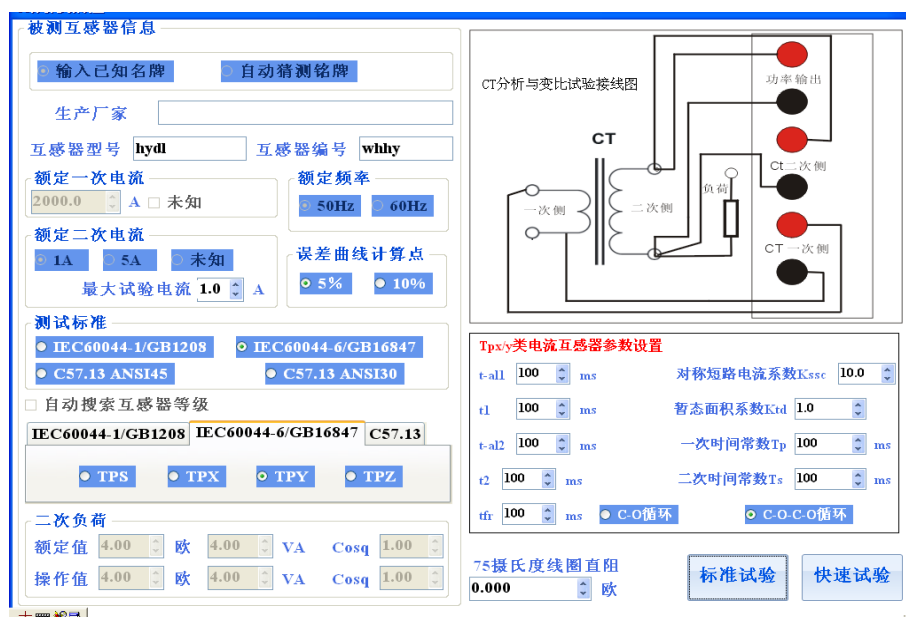 被测互感器信息
输入已知名牌 自动猜测铭牌
生产厂家
互感器型号 hydl 互感器编号 whhy
额定一次电流 额定频率
2000.0 A 未知 50Hz 60Hz
额定二次电流 误差曲线计算点
1A 5A 未知
5% 10%
最大试验电流 1.0 A
测试标准
IEC60044-1/GB1208 IEC60044-6/GB16847
C57.13 ANSI45 C57.13 ANSI30
自动搜索互感器等级
IEC60044-1/GB1208 IEC60044-6/GB16847 C57.13
TPS TPX TPY TPZ
二次负荷
额定值 4.00 欧 4.00 VA Cosq 1.00
操作值 4.00 欧 4.00 VA Cosq 1.00
CT分析与变比试验接线图
功率输出
CT
Ct二次侧
负荷
一次侧 二次侧
CT一次侧
Tpx/y类电流互感器参数设置
t-al1 100 ms 对称短路电流系数Kssc 10.0
t1 100 ms 暂态面积系数Ktd 1.0
t-al2 100 ms 一次时间常数Tp 100 ms
t2 100 ms 二次时间常数Ts 100 ms
tfr 100 ms C-O循环 C-O-C-O循环
75摄氏度线圈直阻
0.000 欧
标准试验 快速试验